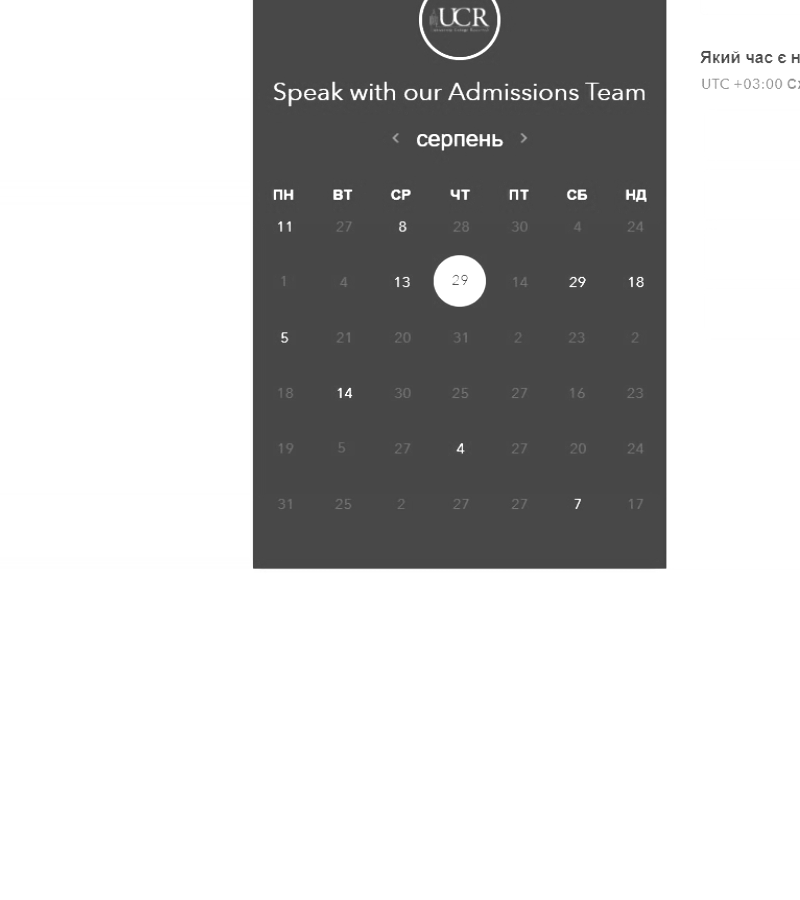 UCR
Speak with our Admissions Team
‹ серпень ›
ПН ВТ СР ЧТ ПТ СБ НД
11 27 8 28 30 4 24
1 4 13 29 14 29 18
5 21 20 31 2 23 2
18 14 30 25 27 16 23
19 5 27 4 27 20 24
31 25 2 27 27 7 17
Який час є н
UTC +03:00 Сх